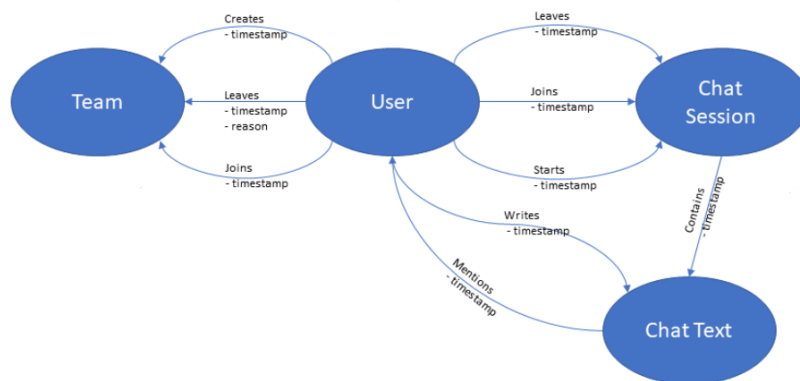 Creates
- timestamp
Leaves
- timestamp
Team
Leaves
- timestamp
- reason
User
Joins
- timestamp
Chat
Session
Joins
- timestamp
Starts
- timestamp
Writes
- timestamp
Contains
- timestamp
Mentions
- timestamp
Chat Text